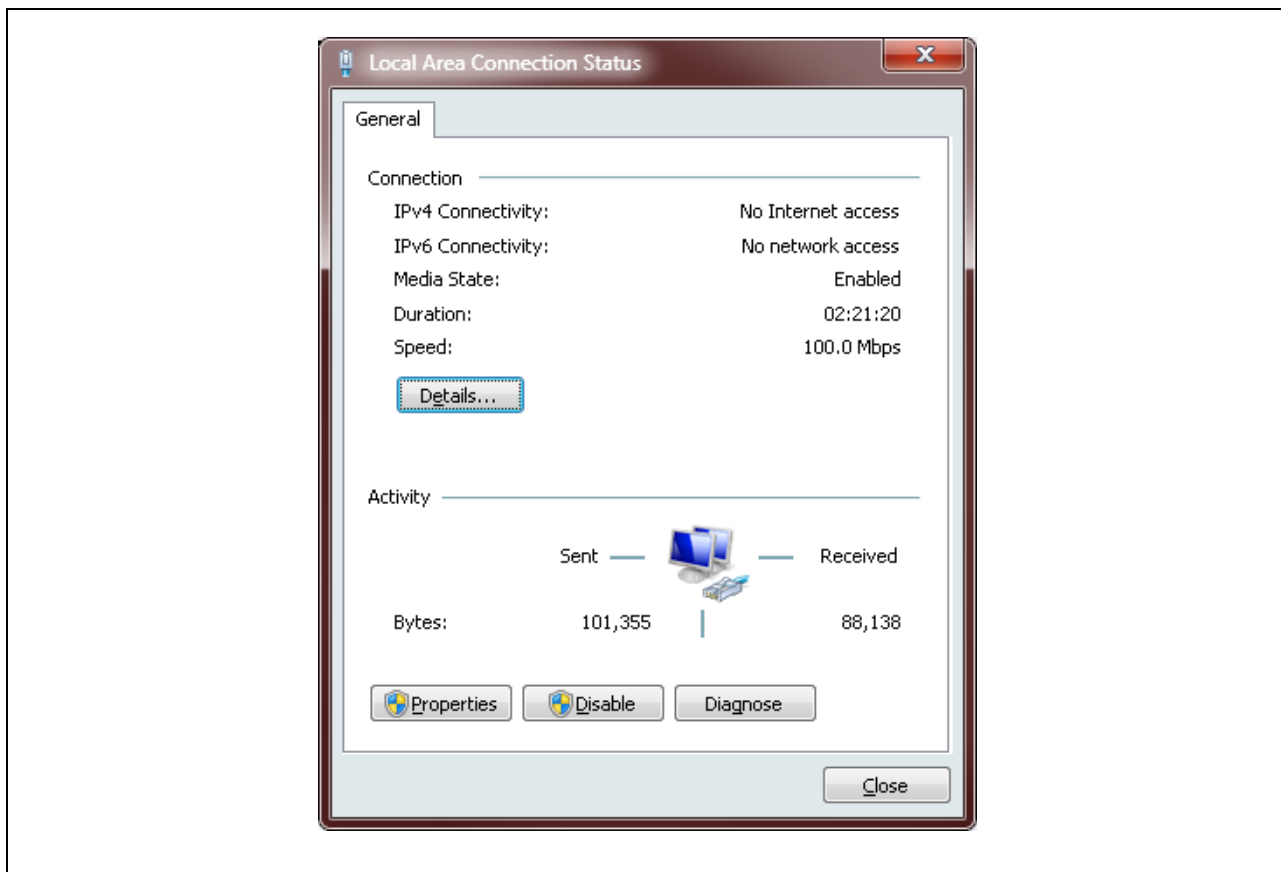 Local Area Connection Status
General
Connection
IPv4 Connectivity: No Internet access
IPv6 Connectivity: No network access
Media State: Enabled
Duration: 02:21:20
Speed: 100.0 Mbps
Details...
Activity
Sent Received
Bytes: 101,355 88,138
Properties Disable Diagnose
Close